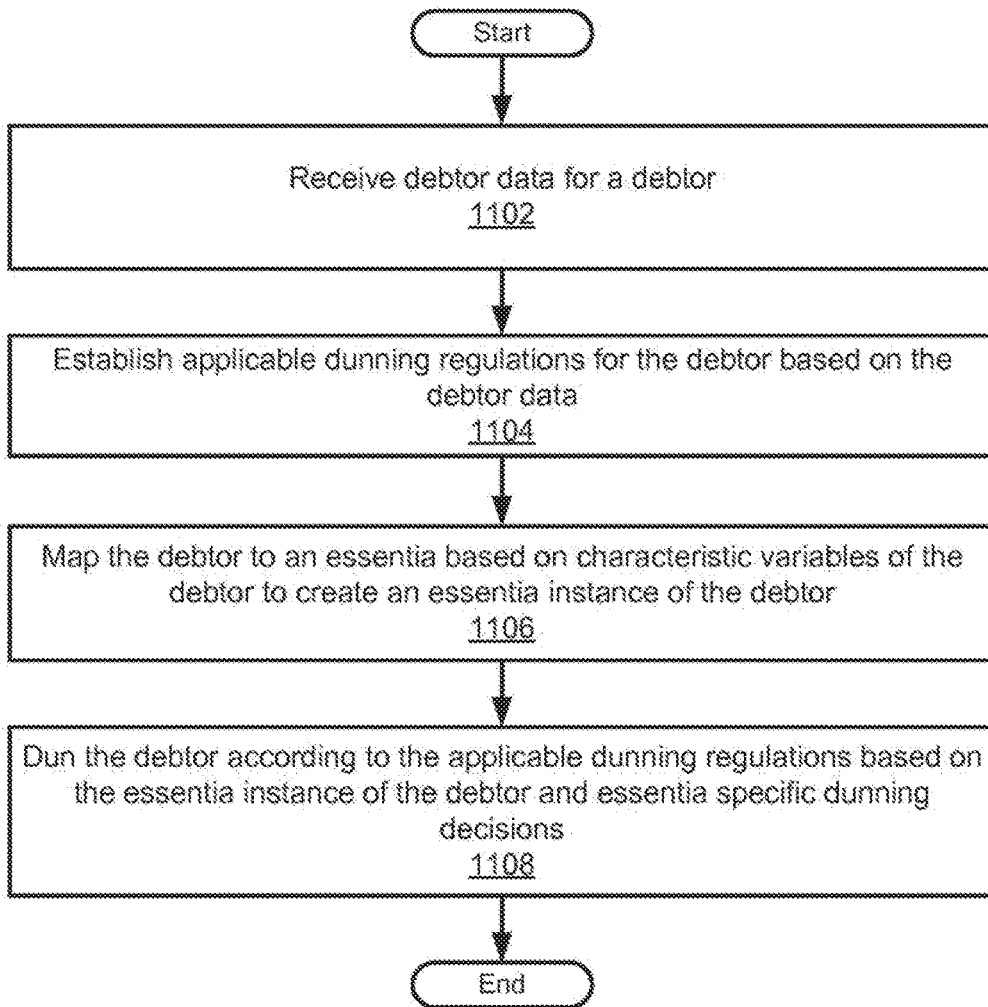 Start
Receive debtor data for a debtor
1102
Establish applicable dunning regulations for the debtor based on the
debtor data
1104
Map the debtor to an essentia based on characteristic variables of the
debtor to create an essentia instance of the debtor
1106
Dun the debtor according to the applicable dunning regulations based on
the essentia instance of the debtor and essentia specific dunning
decisions
1108
End